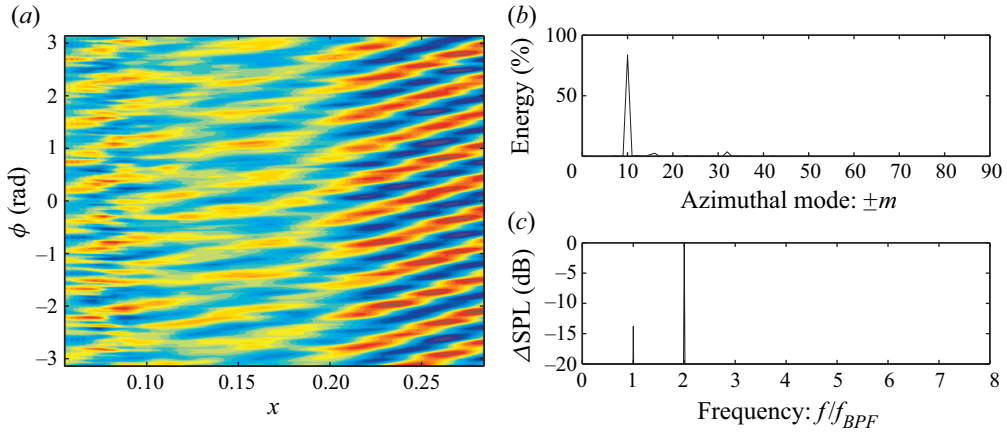 (a)
3
2
1
0
−1
−2
−3
ϕ (rad)
0.10 0.15 0.20 0.25
x
(b)
100
50
Energy (%)
0 10 20 30 40 50 60 70 80 90
Azimuthal mode: ±m
(c)
0
−5
−10
−15
−20
ΔSPL (dB)
0 1 2 3 4 5 6 7 8
Frequency: f/f_BPF